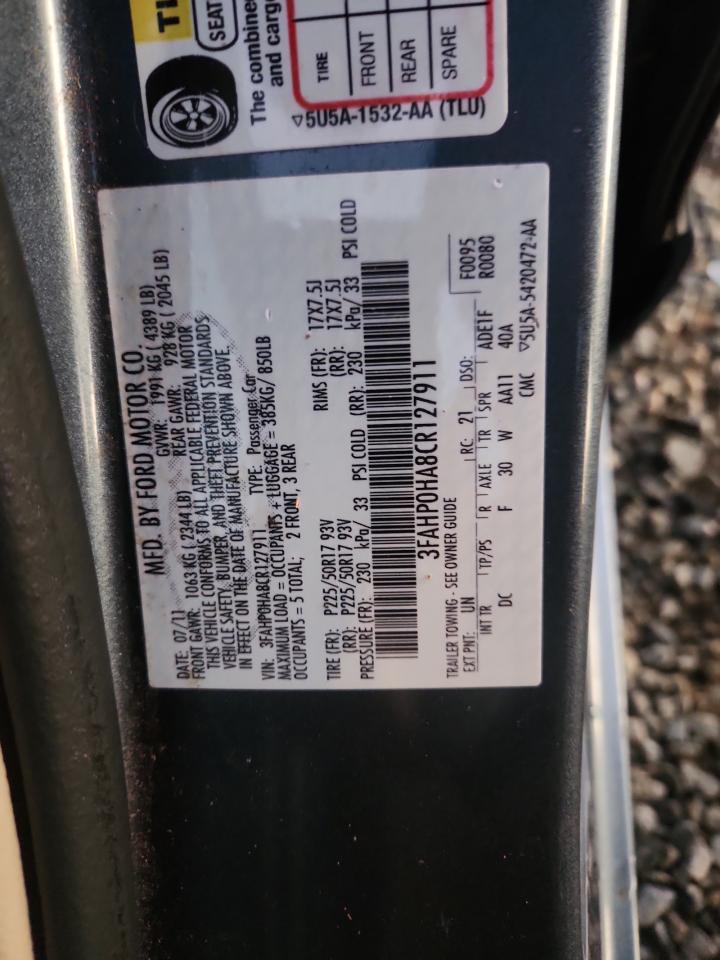 TI
SEAT
The combine
and cargo
TIRE
FRONT
REAR
SPARE
▽5U5A-1532-AA (TLU)
MFD. BY FORD MOTOR CO.
DATE: 07/11 GVWR: 1991 KG ( 4389 LB)
FRONT GAWR: 1063 KG ( 2344 LB) REAR GAWR: 928 KG ( 2045 LB)
THIS VEHICLE CONFORMS TO ALL APPLICABLE FEDERAL MOTOR
VEHICLE SAFETY, BUMPER, AND THEFT PREVENTION STANDARDS
IN EFFECT ON THE DATE OF MANUFACTURE SHOWN ABOVE.
VIN: 3FAHP0HA8CR127911 TYPE: Passenger Car
MAXIMUM LOAD = OCCUPANTS + LUGGAGE = 385KG/ 850LB
OCCUPANTS = 5 TOTAL; 2 FRONT, 3 REAR
TIRE (FR): P225/50R17 93V RIMS (FR): 17X7.5J
(RR): P225/50R17 93V (RR): 17X7.5J
PRESSURE (FR): 230 kPa/ 33 PSI COLD (RR): 230 kPa/ 33 PSI COLD
3FAHP0HA8CR127911
TRAILER TOWING - SEE OWNER GUIDE F0095
EXT PNT: UN RC: 21 DSO: R0080
INT TR TP/PS R AXLE TR SPR ADE1F
DC F 30 W AA11 40A
CMC ▽5U5A-5420472-AA